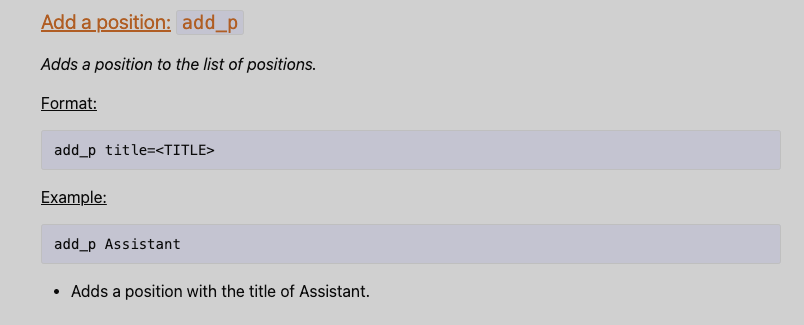 Add a position: add_p
Adds a position to the list of positions.
Format:
add_p title=<TITLE>
Example:
add_p Assistant
• Adds a position with the title of Assistant.